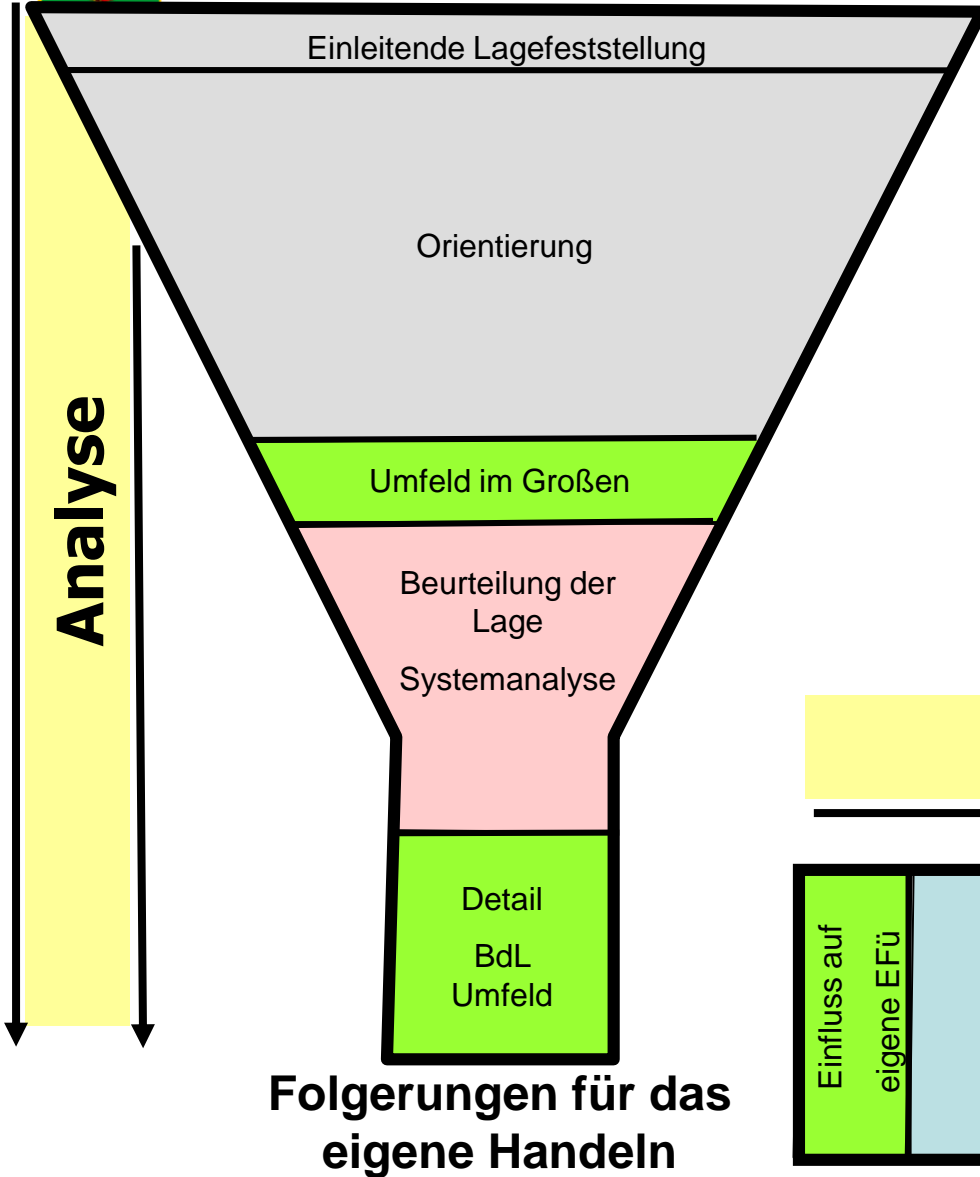 Einleitende Lagefeststellung
Orientierung
Analyse
Umfeld im Großen
Beurteilung der
Lage
Systemanalyse
Detail
BdL
Umfeld
Einfluss auf
eigene EFü
Folgerungen für das
eigene Handeln